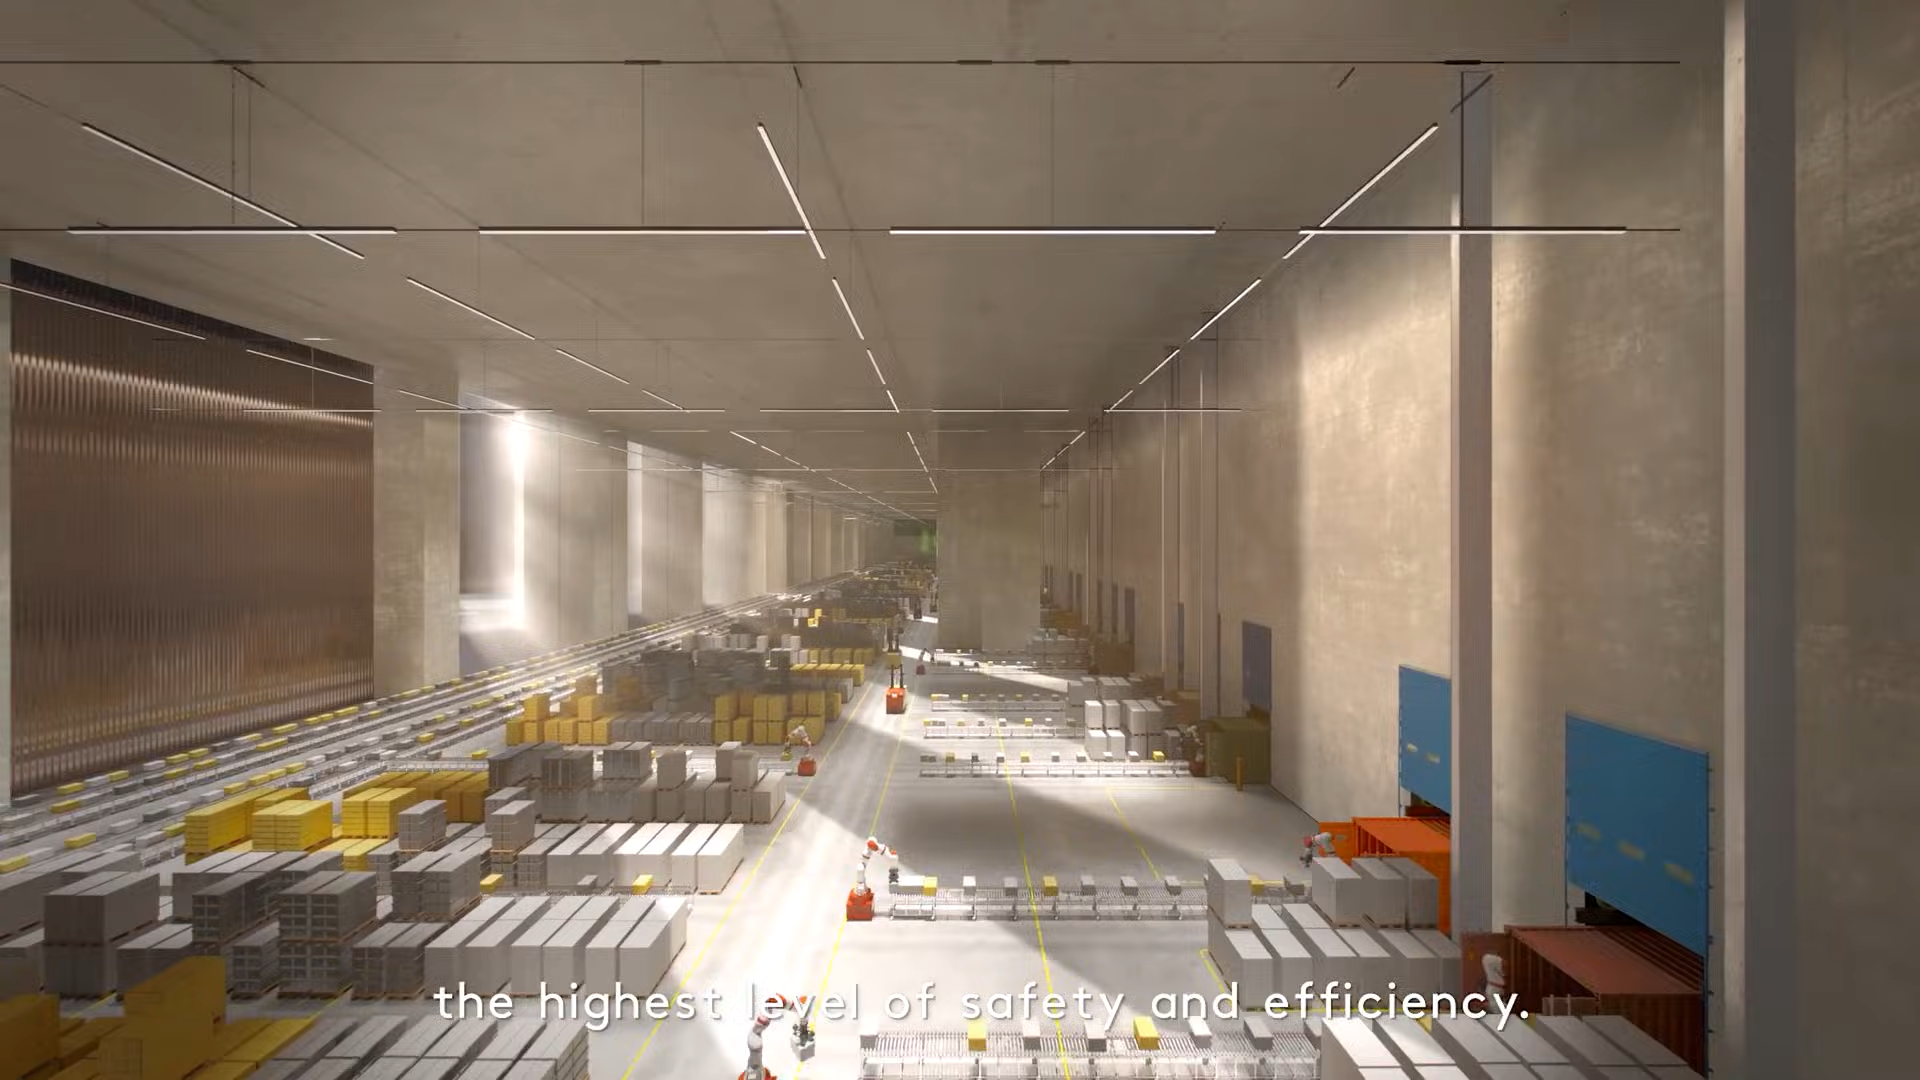 the highest level of safety and efficiency.